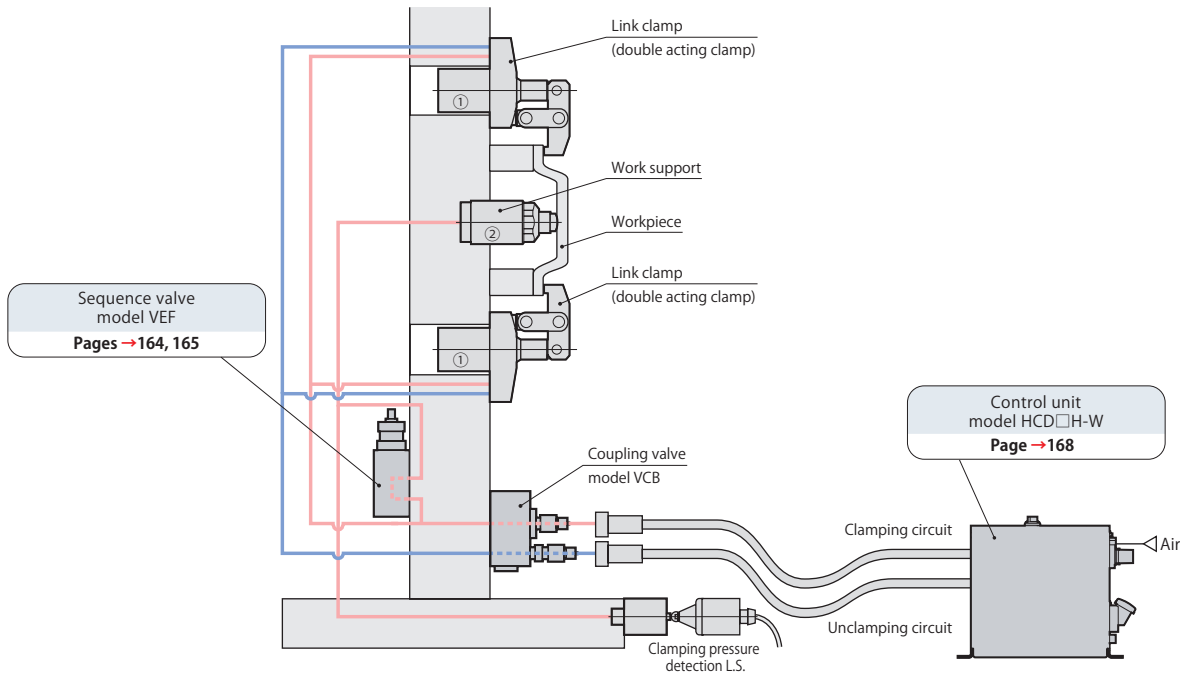 Link clamp
(double acting clamp)
①
Work support
②
Workpiece
Link clamp
(double acting clamp)
①
Sequence valve
model VEF
Pages →164, 165
Control unit
model HCD□H-W
Page →168
Coupling valve
model VCB
Clamping circuit
Air
Unclamping circuit
Clamping pressure
detection L.S.